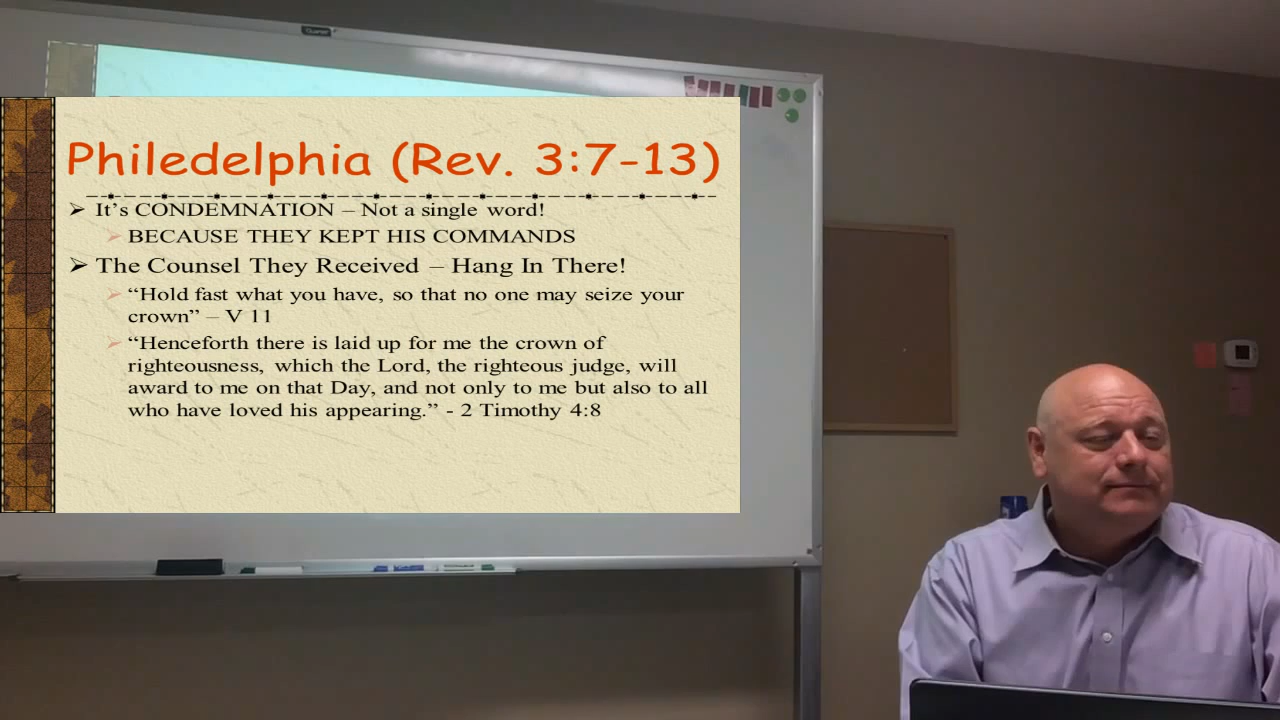 Philedelphia (Rev. 3:7-13)
It's CONDEMNATION – Not a single word!
BECAUSE THEY KEPT HIS COMMANDS
The Counsel They Received – Hang In There!
“Hold fast what you have, so that no one may seize your
crown” – V 11
“Henceforth there is laid up for me the crown of
righteousness, which the Lord, the righteous judge, will
award to me on that Day, and not only to me but also to all
who have loved his appearing.” - 2 Timothy 4:8